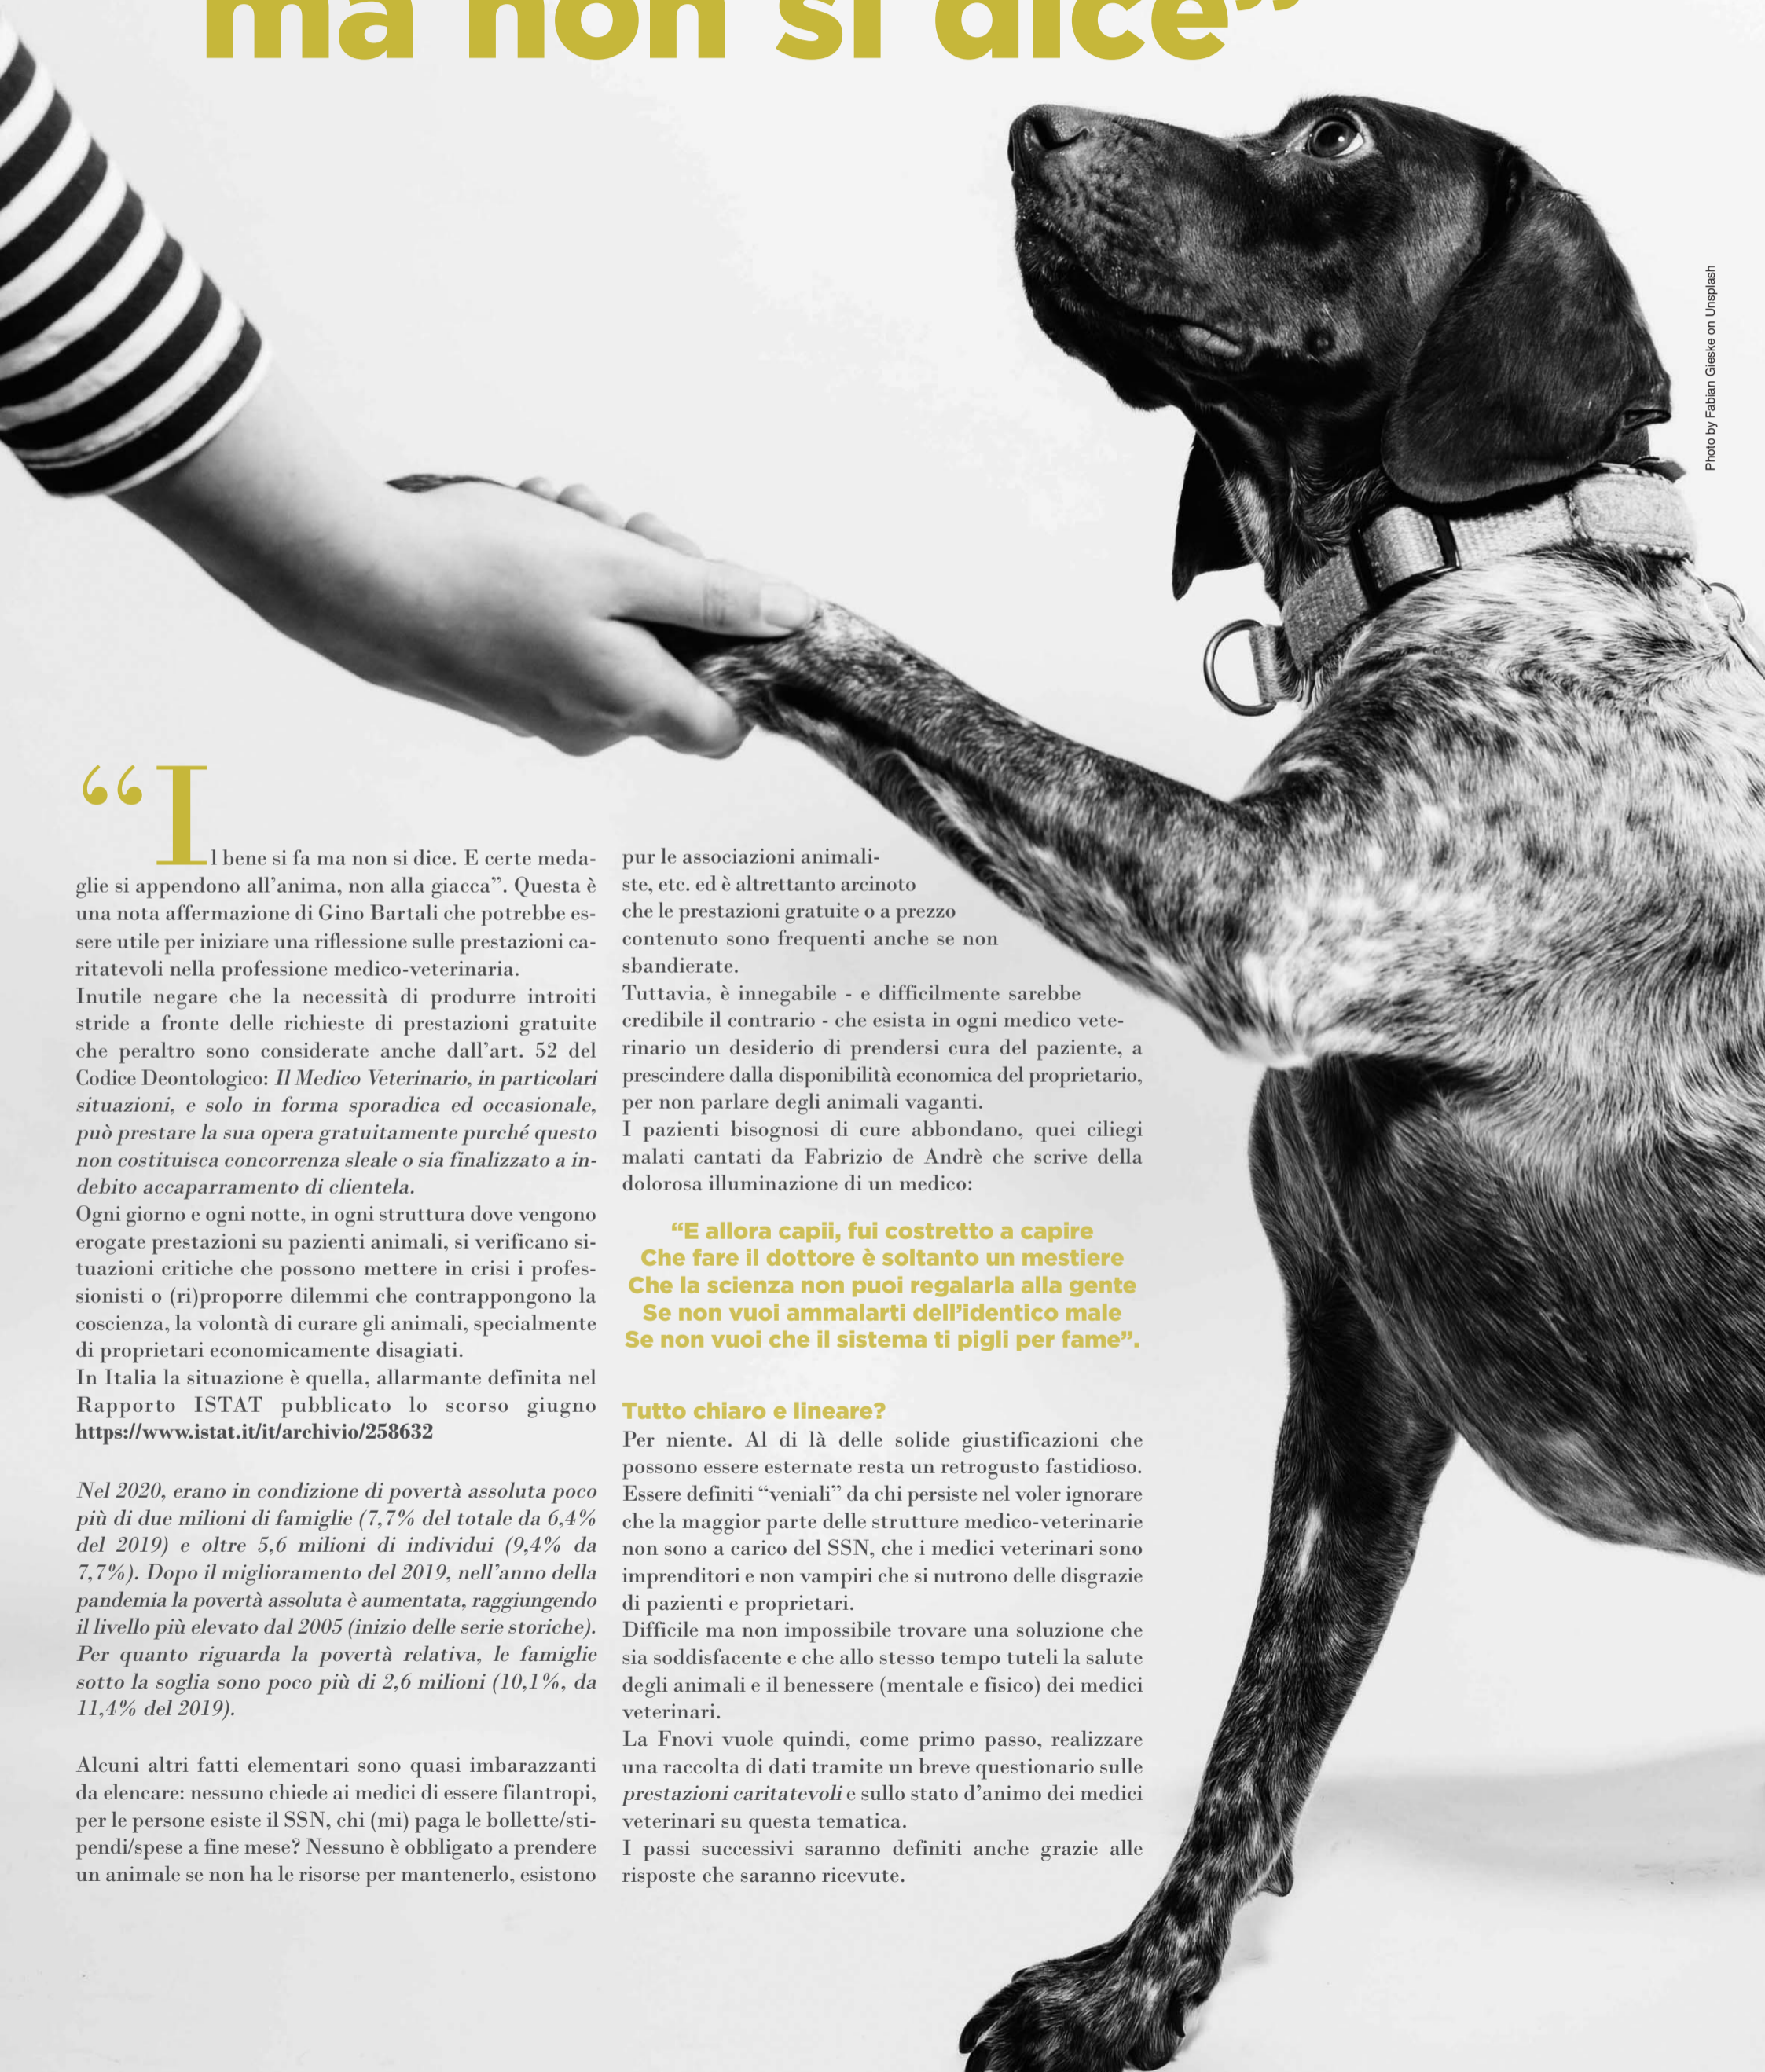 ma non si dice”
Photo by Fabian Gieske on Unsplash
“Il bene si fa ma non si dice. E certe meda-
glie si appendono all’anima, non alla giacca”. Questa è
una nota affermazione di Gino Bartali che potrebbe es-
sere utile per iniziare una riflessione sulle prestazioni ca-
ritatevoli nella professione medico-veterinaria.
Inutile negare che la necessità di produrre introiti
stride a fronte delle richieste di prestazioni gratuite
che peraltro sono considerate anche dall’art. 52 del
Codice Deontologico: Il Medico Veterinario, in particolari
situazioni, e solo in forma sporadica ed occasionale,
può prestare la sua opera gratuitamente purché questo
non costituisca concorrenza sleale o sia finalizzato a in-
debito accaparramento di clientela.
Ogni giorno e ogni notte, in ogni struttura dove vengono
erogate prestazioni su pazienti animali, si verificano si-
tuazioni critiche che possono mettere in crisi i profes-
sionisti o (ri)proporre dilemmi che contrappongono la
coscienza, la volontà di curare gli animali, specialmente
di proprietari economicamente disagiati.
In Italia la situazione è quella, allarmante definita nel
Rapporto ISTAT pubblicato lo scorso giugno
https://www.istat.it/it/archivio/258632
Nel 2020, erano in condizione di povertà assoluta poco
più di due milioni di famiglie (7,7% del totale da 6,4%
del 2019) e oltre 5,6 milioni di individui (9,4% da
7,7%). Dopo il miglioramento del 2019, nell’anno della
pandemia la povertà assoluta è aumentata, raggiungendo
il livello più elevato dal 2005 (inizio delle serie storiche).
Per quanto riguarda la povertà relativa, le famiglie
sotto la soglia sono poco più di 2,6 milioni (10,1%, da
11,4% del 2019).
Alcuni altri fatti elementari sono quasi imbarazzanti
da elencare: nessuno chiede ai medici di essere filantropi,
per le persone esiste il SSN, chi (mi) paga le bollette/sti-
pendi/spese a fine mese? Nessuno è obbligato a prendere
un animale se non ha le risorse per mantenerlo, esistono
pur le associazioni animali-
ste, etc. ed è altrettanto arcinoto
che le prestazioni gratuite o a prezzo
contenuto sono frequenti anche se non
sbandierate.
Tuttavia, è innegabile - e difficilmente sarebbe
credibile il contrario - che esista in ogni medico vete-
rinario un desiderio di prendersi cura del paziente, a
prescindere dalla disponibilità economica del proprietario,
per non parlare degli animali vaganti.
I pazienti bisognosi di cure abbondano, quei ciliegi
malati cantati da Fabrizio de Andrè che scrive della
dolorosa illuminazione di un medico:
“E allora capii, fui costretto a capire
Che fare il dottore è soltanto un mestiere
Che la scienza non puoi regalarla alla gente
Se non vuoi ammalarti dell’identico male
Se non vuoi che il sistema ti pigli per fame”.
Tutto chiaro e lineare?
Per niente. Al di là delle solide giustificazioni che
possono essere esternate resta un retrogusto fastidioso.
Essere definiti “veniali” da chi persiste nel voler ignorare
che la maggior parte delle strutture medico-veterinarie
non sono a carico del SSN, che i medici veterinari sono
imprenditori e non vampiri che si nutrono delle disgrazie
di pazienti e proprietari.
Difficile ma non impossibile trovare una soluzione che
sia soddisfacente e che allo stesso tempo tuteli la salute
degli animali e il benessere (mentale e fisico) dei medici
veterinari.
La Fnovi vuole quindi, come primo passo, realizzare
una raccolta di dati tramite un breve questionario sulle
prestazioni caritatevoli e sullo stato d’animo dei medici
veterinari su questa tematica.
I passi successivi saranno definiti anche grazie alle
risposte che saranno ricevute.